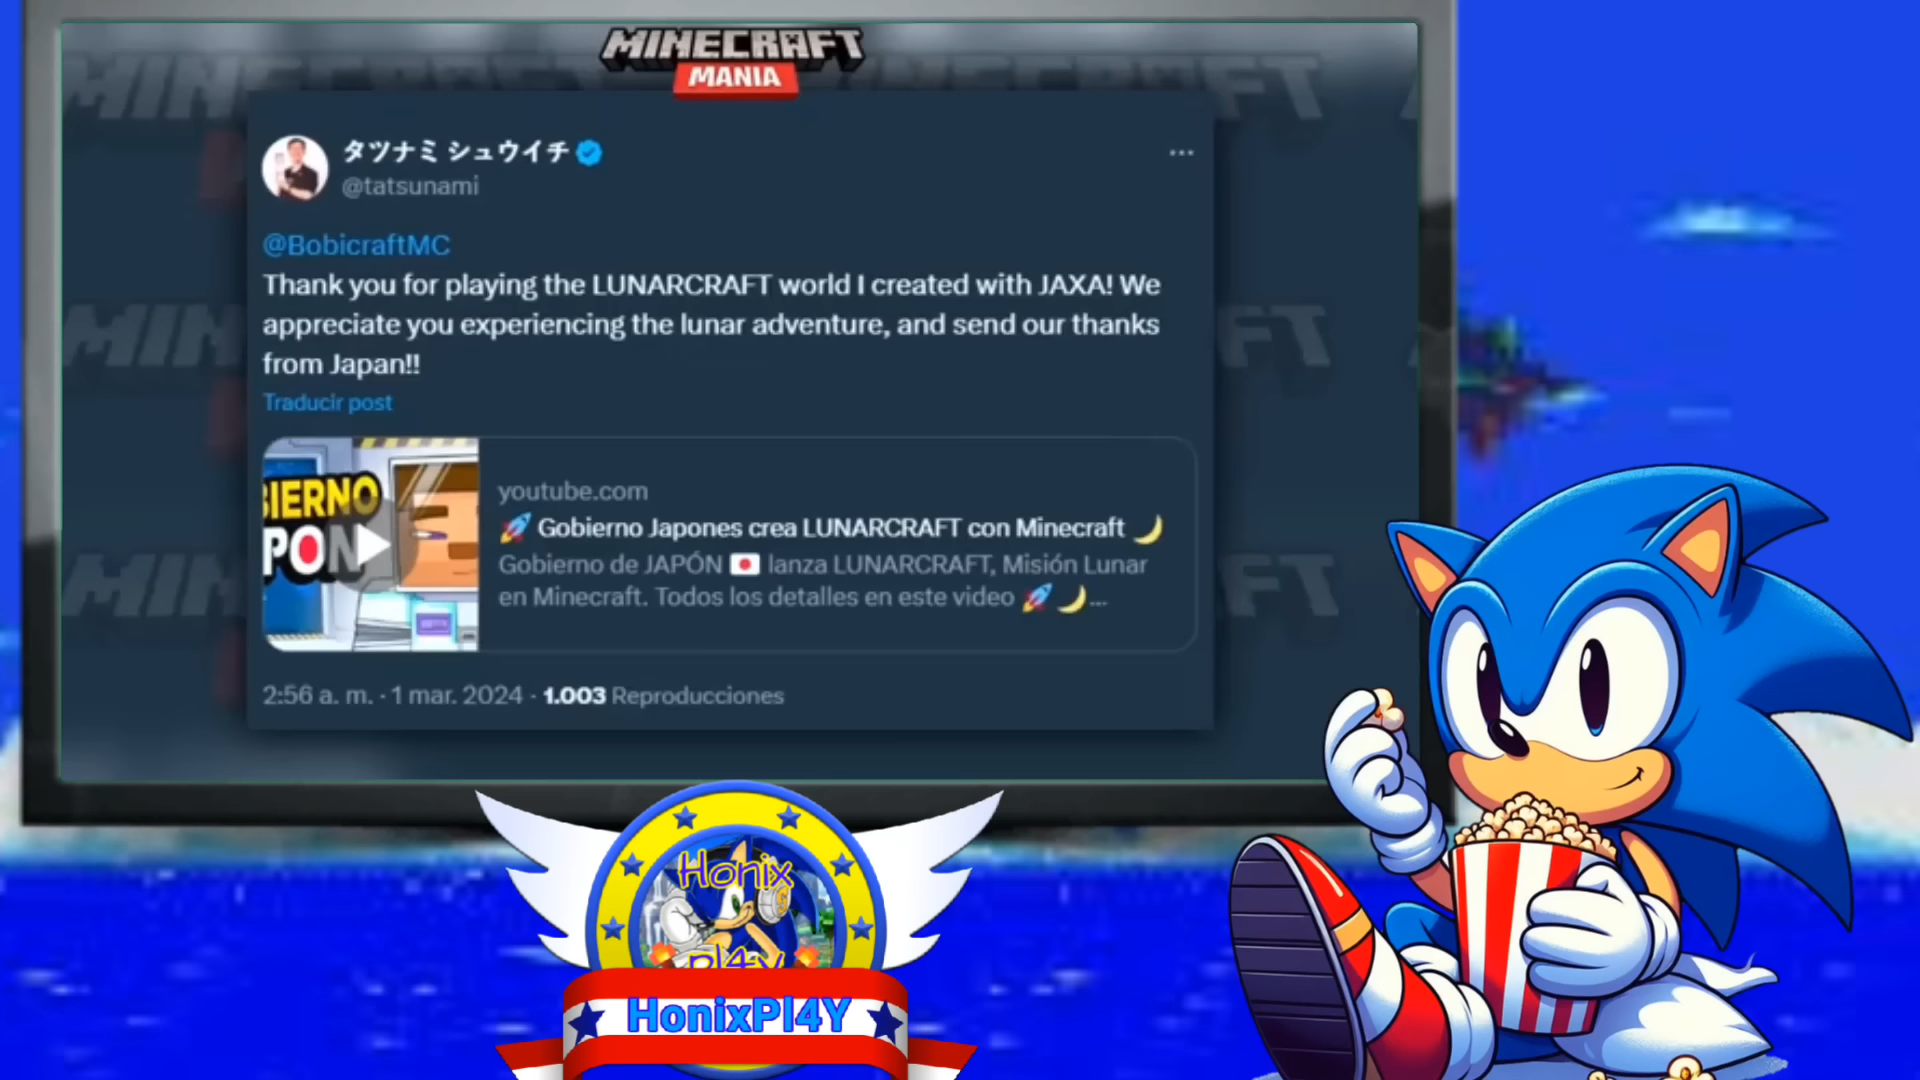 MINECRAFT
MANIA
タツナミ シュウイチ
@tatsunami
@BobicraftMC
Thank you for playing the LUNARCRAFT world I created with JAXA! We
appreciate you experiencing the lunar adventure, and send our thanks
from Japan!!
Traducir post
BIERNO
PON
youtube.com
🚀 Gobierno Japones crea LUNARCRAFT con Minecraft 🌙
Gobierno de JAPÓN 🇯🇵 lanza LUNARCRAFT, Misión Lunar
en Minecraft. Todos los detalles en este video 🚀 🌙...
2:56 a. m. · 1 mar. 2024 · 1.003 Reproducciones
Honix
pl4y
HonixPl4Y